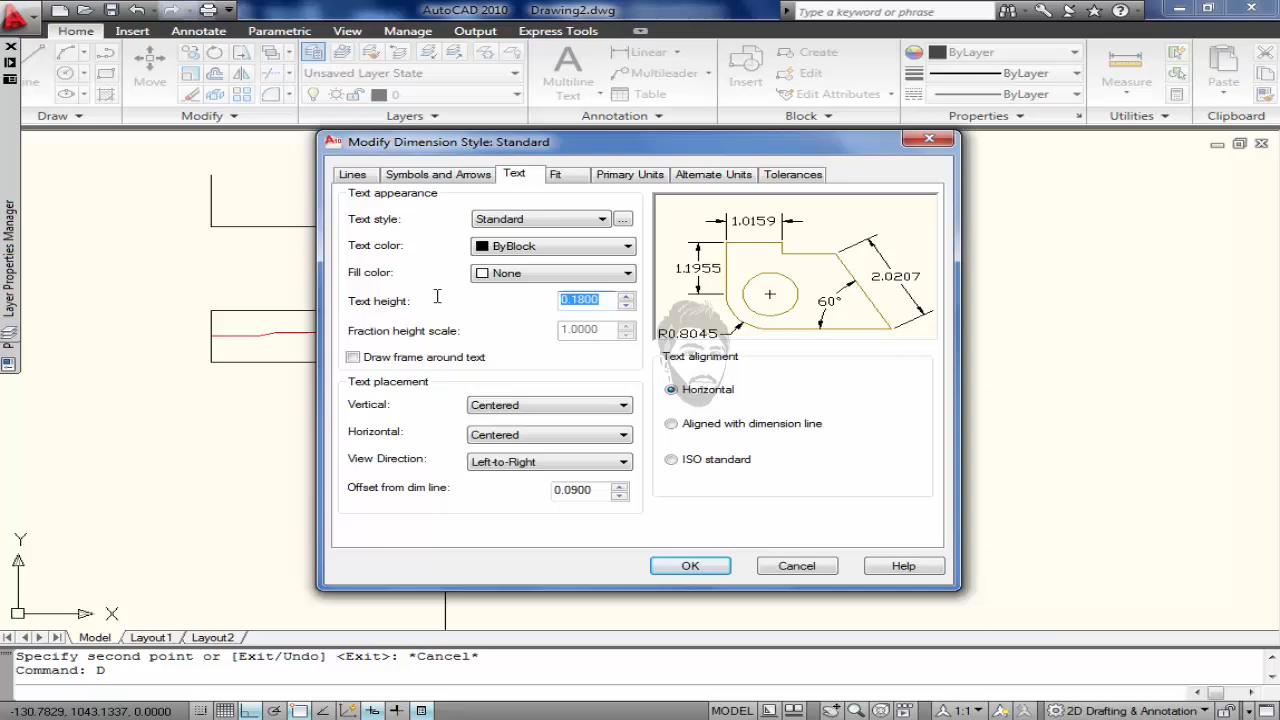 AutoCAD 2010 Drawing2.dwg Type a keyword or phrase
Home Insert Annotate Parametric View Manage Output Express Tools
Line Move Unsaved Layer State Multiline Text Linear Insert Create ByLayer Measure Paste
Multileader Edit ByLayer
0 Table Edit Attributes ByLayer
Draw Modify Layers Annotation Block Properties Utilities Clipboard
Modify Dimension Style: Standard
Lines Symbols and Arrows Text Fit Primary Units Alternate Units Tolerances
Text appearance
Text style: Standard ...
Text color: ByBlock
Fill color: None
Text height: 0.1800
Fraction height scale: 1.0000
Draw frame around text
Text placement
Vertical: Centered
Horizontal: Centered
View Direction: Left-to-Right
Offset from dim line: 0.0900
1.0159
1.1955
2.0207
60°
R0.8045
Text alignment
Horizontal
Aligned with dimension line
ISO standard
OK Cancel Help
Layer Properties Manager
P
Y
X
Model Layout1 Layout2
Specify second point or [Exit/Undo] <Exit>: *Cancel*
Command: D
-130.7829, 1043.1337, 0.0000 MODEL 1:1 2D Drafting & Annotation